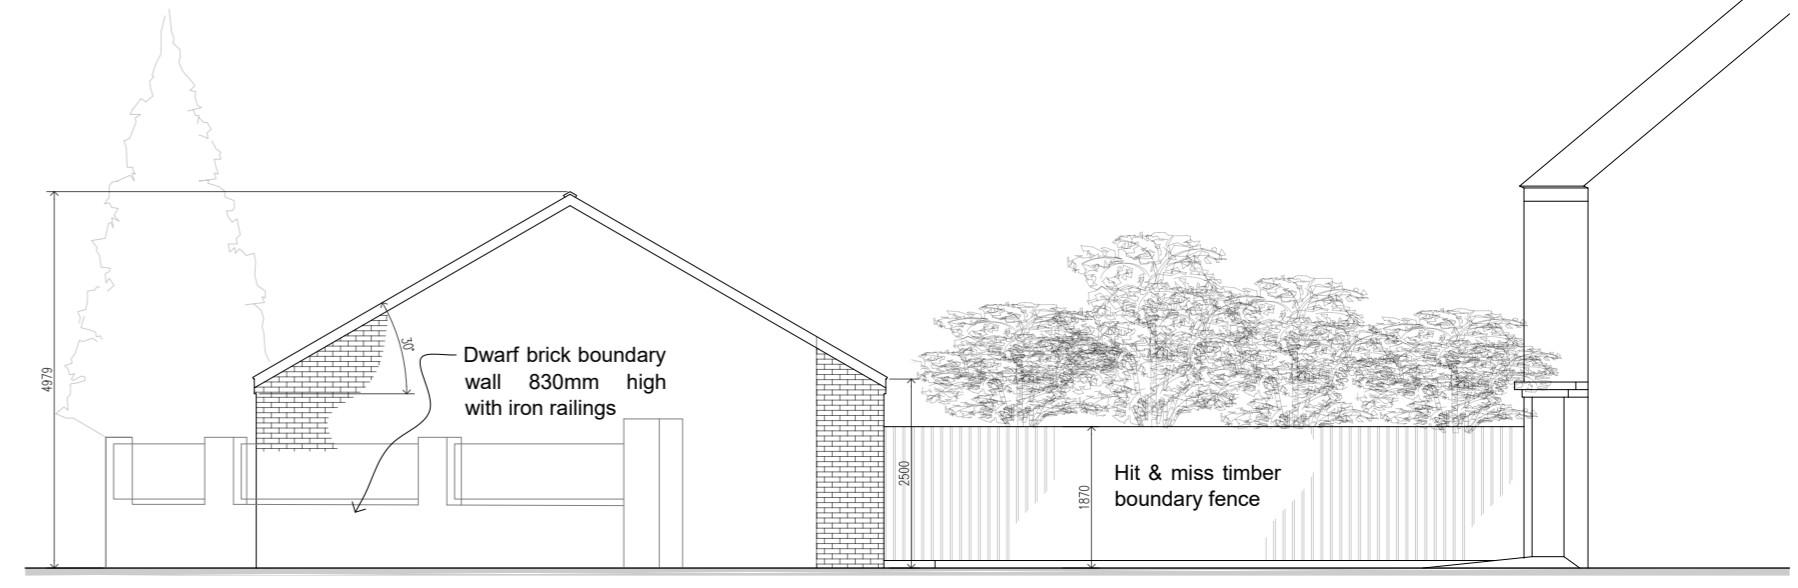 4979
30°
Dwarf brick boundary
wall 830mm high
with iron railings
2500
1870
Hit & miss timber
boundary fence